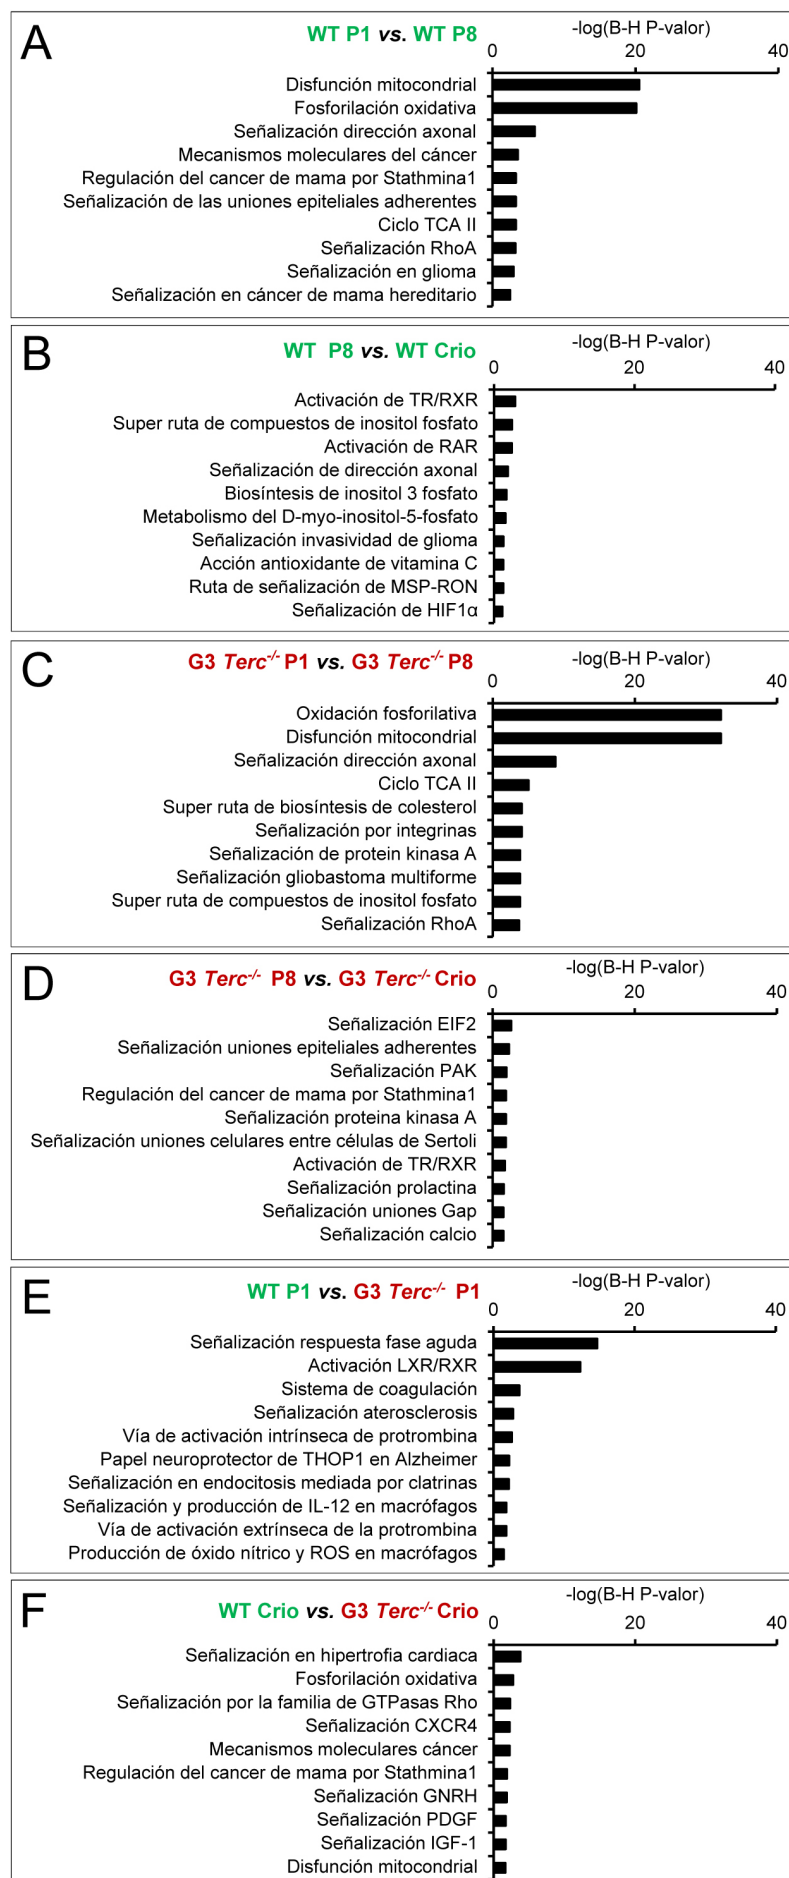 A
WT P1 vs. WT P8
-log(B-H P-valor)
0 20 40
Disfunción mitocondrial
Fosforilación oxidativa
Señalización dirección axonal
Mecanismos moleculares del cáncer
Regulación del cancer de mama por Stathmina1
Señalización de las uniones epiteliales adherentes
Ciclo TCA II
Señalización RhoA
Señalización en glioma
Señalización en cáncer de mama hereditario
B
WT P8 vs. WT Crio
-log(B-H P-valor)
0 20 40
Activación de TR/RXR
Super ruta de compuestos de inositol fosfato
Activación de RAR
Señalización de dirección axonal
Biosíntesis de inositol 3 fosfato
Metabolismo del D-myo-inositol-5-fosfato
Señalización invasividad de glioma
Acción antioxidante de vitamina C
Ruta de señalización de MSP-RON
Señalización de HIF1α
C
G3 Terc-/- P1 vs. G3 Terc-/- P8
-log(B-H P-valor)
0 20 40
Oxidación fosforilativa
Disfunción mitocondrial
Señalización dirección axonal
Ciclo TCA II
Super ruta de biosíntesis de colesterol
Señalización por integrinas
Señalización de protein kinasa A
Señalización gliobastoma multiforme
Super ruta de compuestos de inositol fosfato
Señalización RhoA
D
G3 Terc-/- P8 vs. G3 Terc-/- Crio
-log(B-H P-valor)
0 20 40
Señalización EIF2
Señalización uniones epiteliales adherentes
Señalización PAK
Regulación del cancer de mama por Stathmina1
Señalización proteina kinasa A
Señalización uniones celulares entre células de Sertoli
Activación de TR/RXR
Señalización prolactina
Señalización uniones Gap
Señalización calcio
E
WT P1 vs. G3 Terc-/- P1
-log(B-H P-valor)
0 20 40
Señalización respuesta fase aguda
Activación LXR/RXR
Sistema de coagulación
Señalización aterosclerosis
Vía de activación intrínseca de protrombina
Papel neuroprotector de THOP1 en Alzheimer
Señalización en endocitosis mediada por clatrinas
Señalización y producción de IL-12 en macrófagos
Vía de activación extrínseca de la protrombina
Producción de óxido nítrico y ROS en macrófagos
F
WT Crio vs. G3 Terc-/- Crio
-log(B-H P-valor)
0 20 40
Señalización en hipertrofia cardiaca
Fosforilación oxidativa
Señalización por la familia de GTPasas Rho
Señalización CXCR4
Mecanismos moleculares cáncer
Regulación del cancer de mama por Stathmina1
Señalización GNRH
Señalización PDGF
Señalización IGF-1
Disfunción mitocondrial